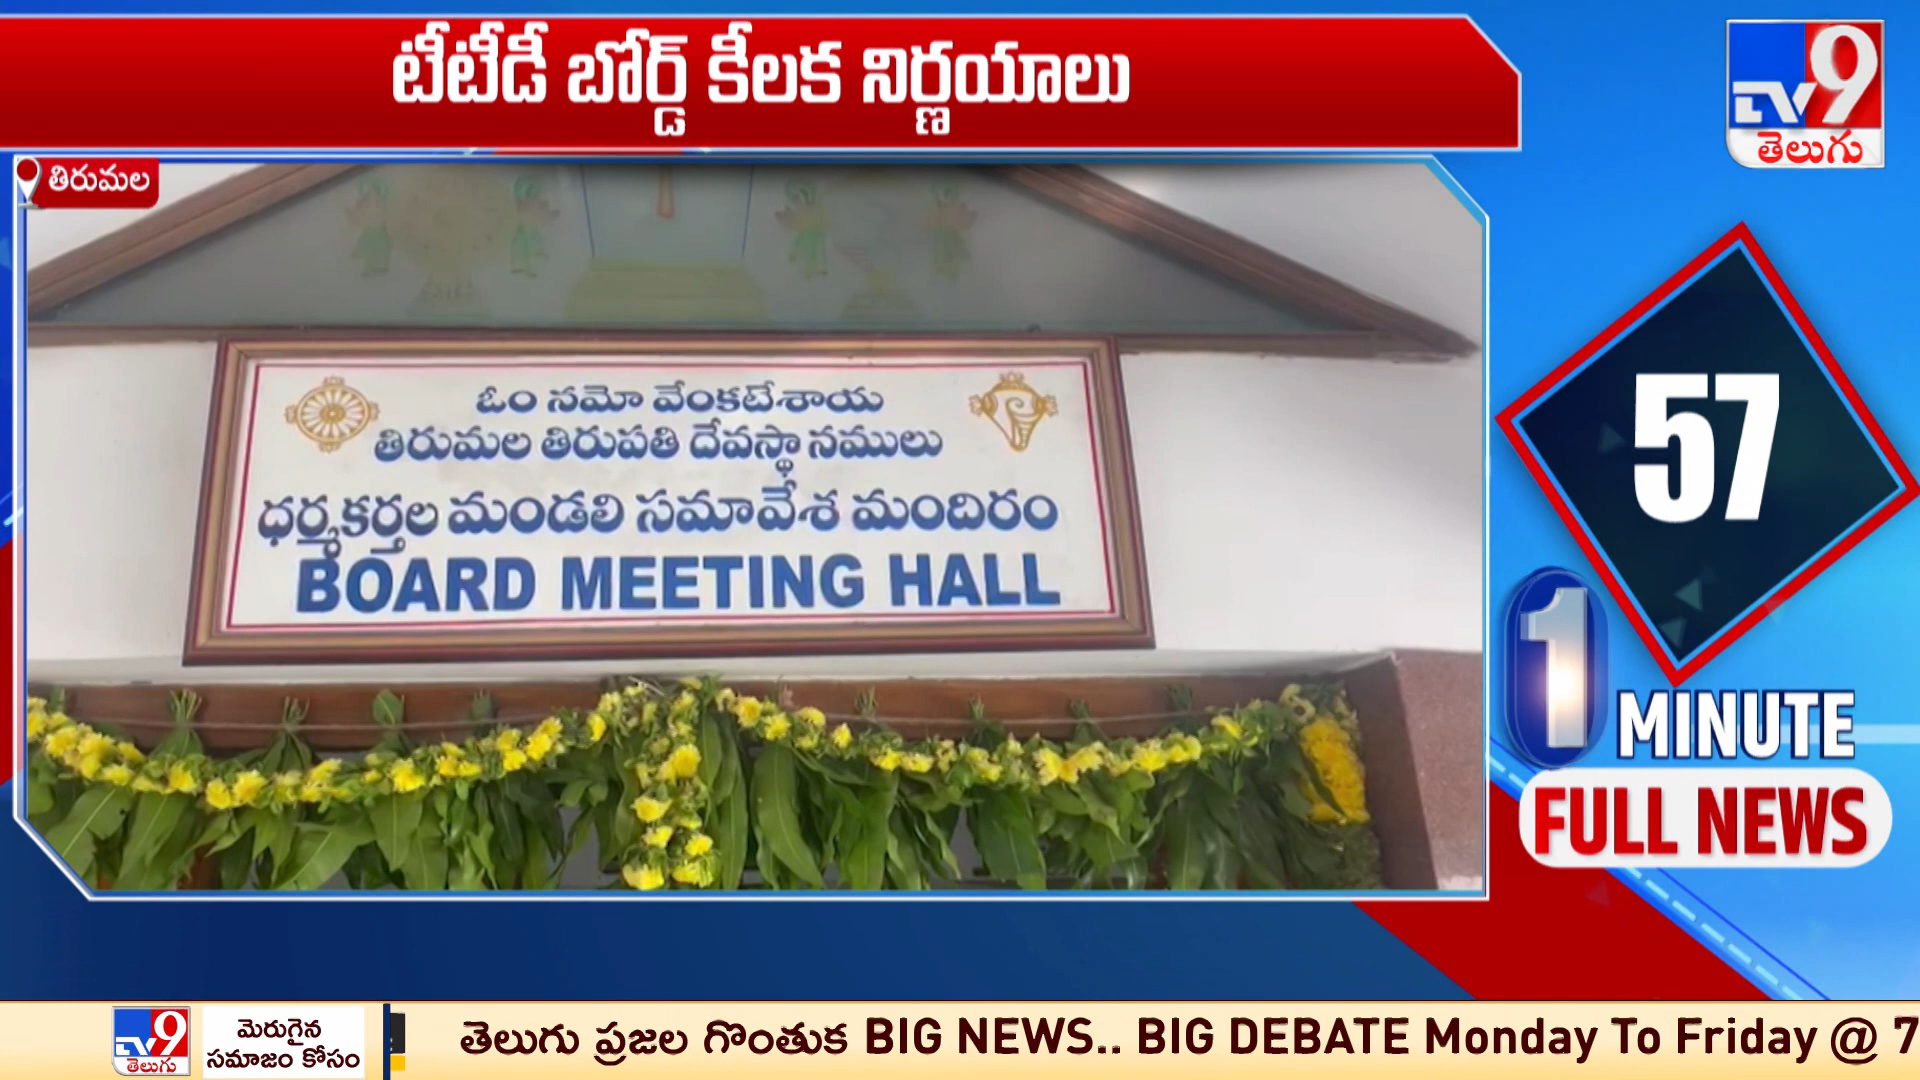 టీటీడీ బోర్డ్ కీలక నిర్ణయాలు
TV9
తెలుగు
తిరుమల
ఓం నమో వేంకటేశాయ
తిరుమల తిరుపతి దేవస్థానములు
ధర్మకర్తల మండలి సమావేశ మందిరం
BOARD MEETING HALL
57
1
MINUTE
FULL NEWS
TV9
తెలుగు
మెరుగైన
సమాజం కోసం
తెలుగు ప్రజల గొంతుక BIG NEWS.. BIG DEBATE Monday To Friday @ 7